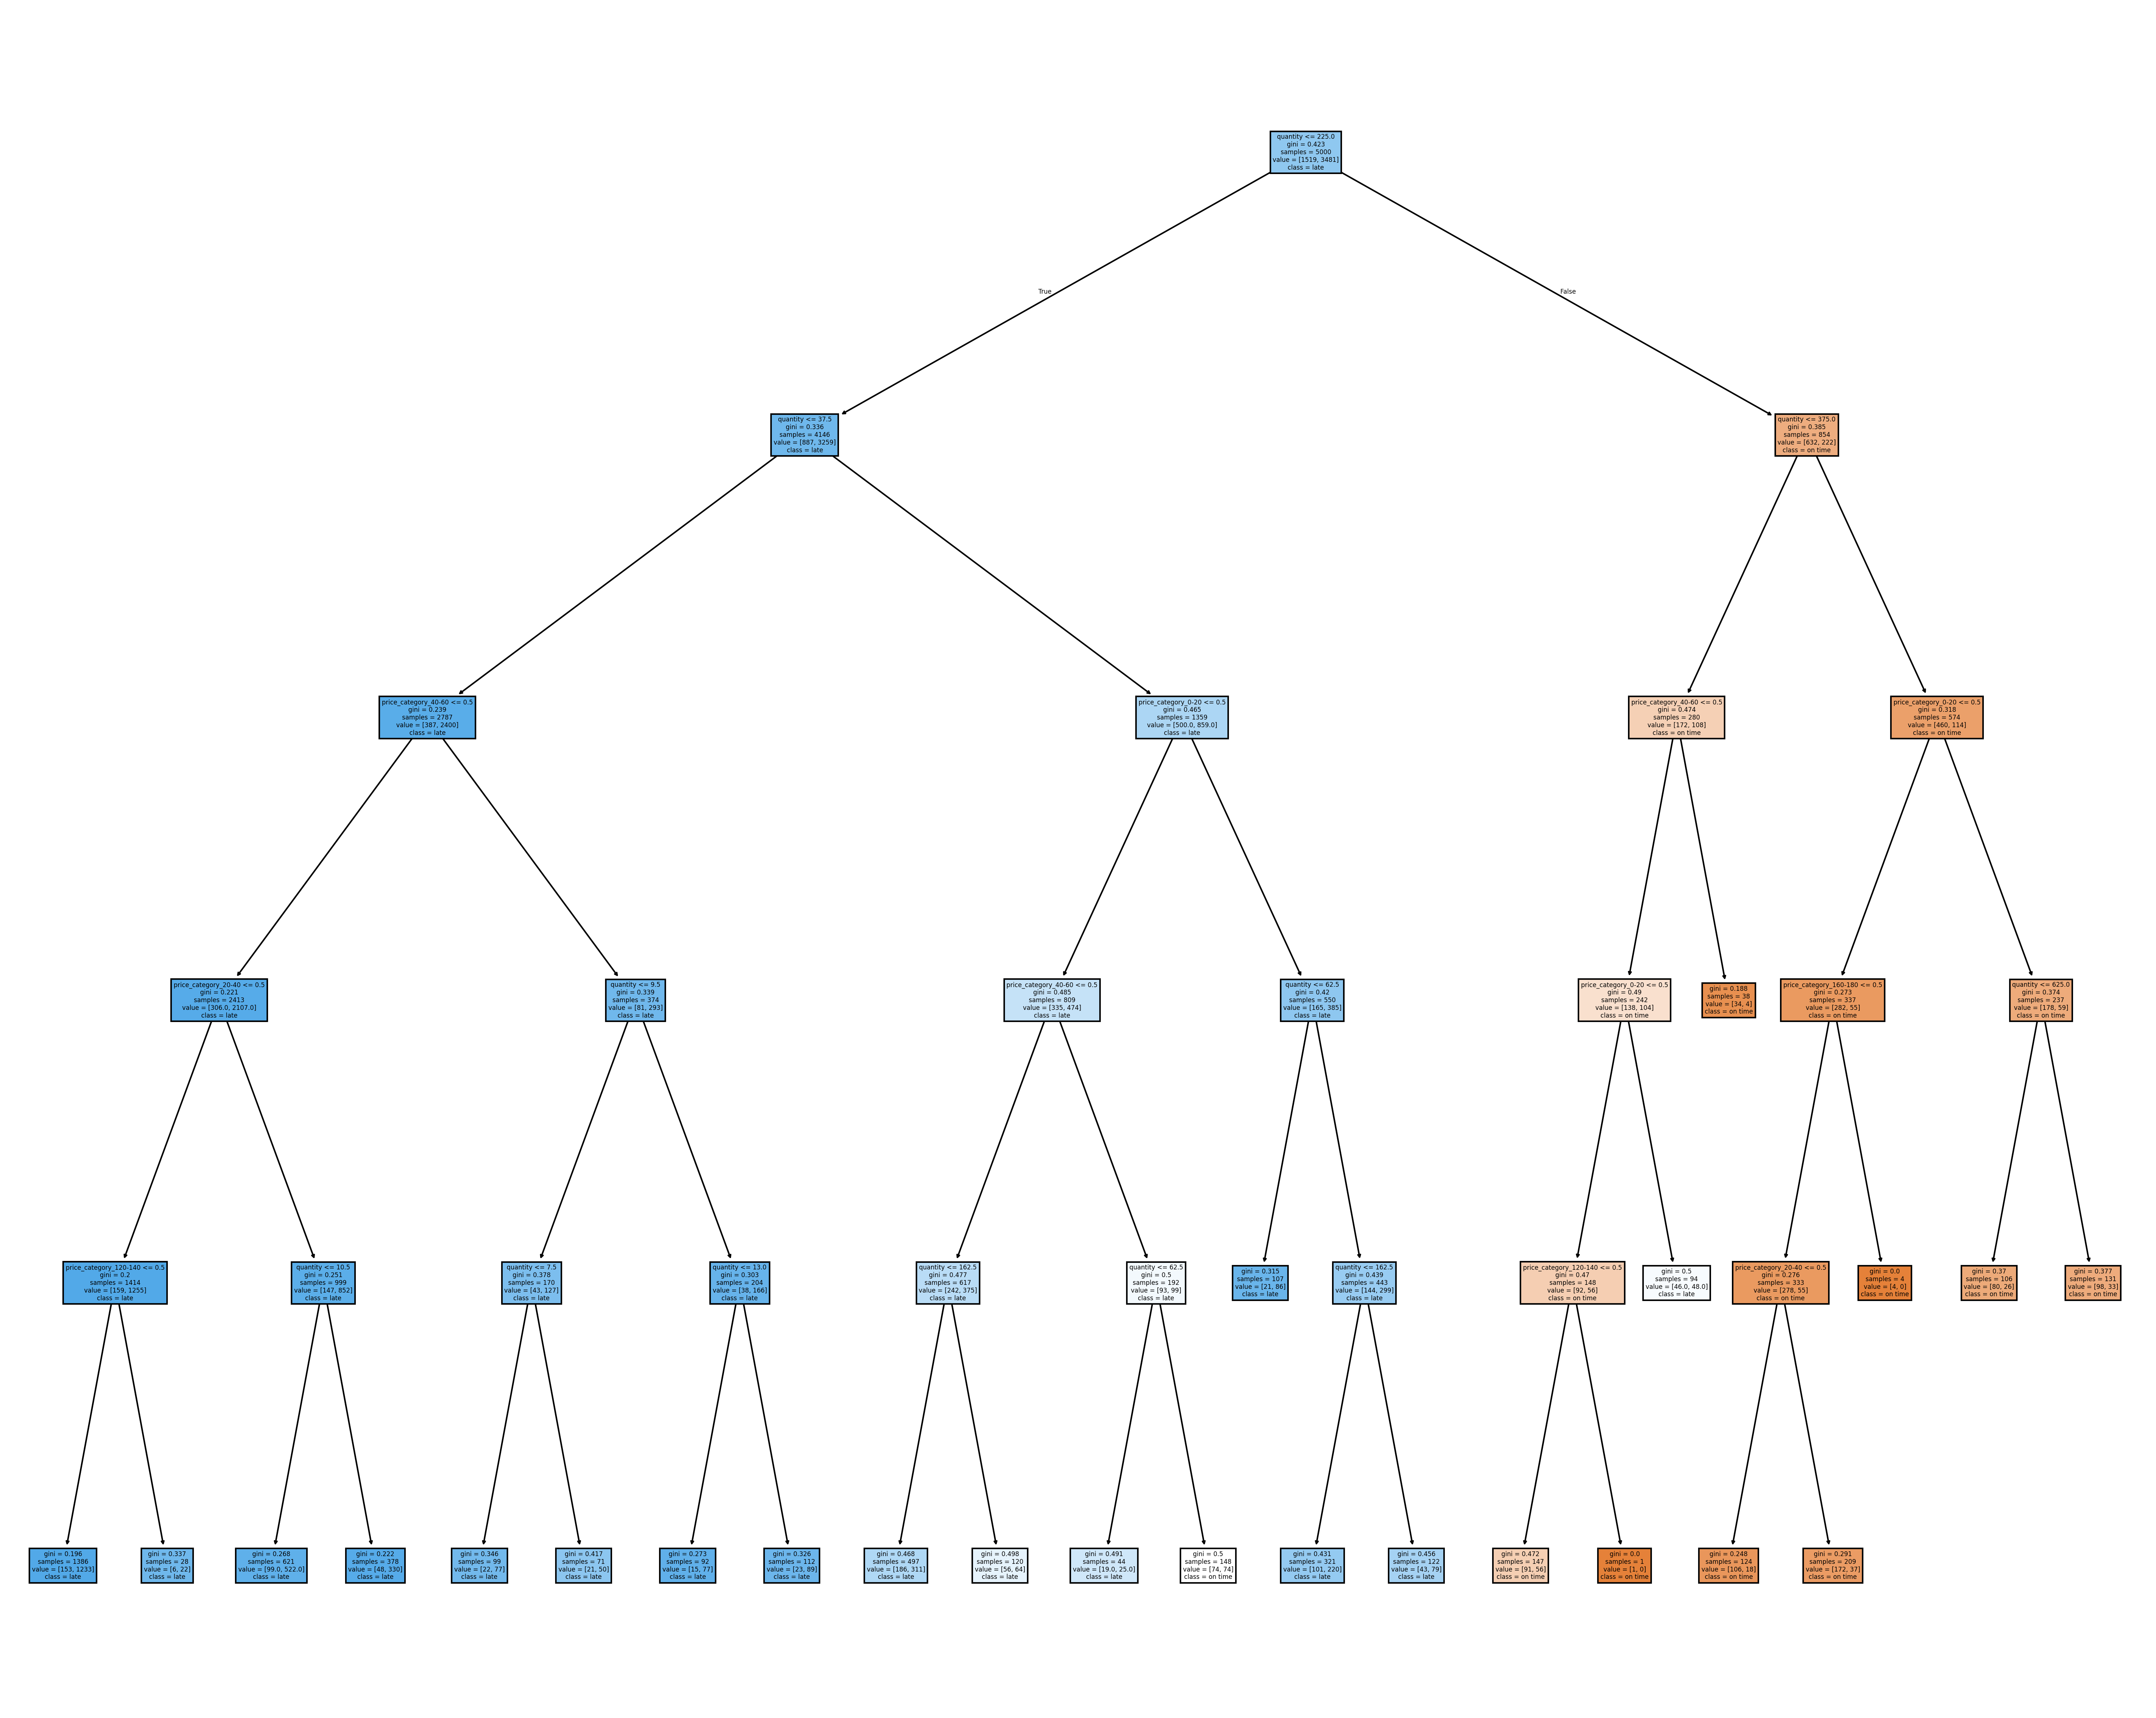 quantity <= 225.0
gini = 0.423
samples = 5000
value = [1519, 3481]
class = late
True
False
quantity <= 37.5
gini = 0.336
samples = 4146
value = [887, 3259]
class = late
quantity <= 375.0
gini = 0.385
samples = 854
value = [632, 222]
class = on time
price_category_40-60 <= 0.5
gini = 0.239
samples = 2787
value = [387, 2400]
class = late
price_category_0-20 <= 0.5
gini = 0.465
samples = 1359
value = [500.0, 859.0]
class = late
price_category_40-60 <= 0.5
gini = 0.474
samples = 280
value = [172, 108]
class = on time
price_category_0-20 <= 0.5
gini = 0.318
samples = 574
value = [460, 114]
class = on time
price_category_20-40 <= 0.5
gini = 0.221
samples = 2413
value = [306.0, 2107.0]
class = late
quantity <= 9.5
gini = 0.339
samples = 374
value = [81, 293]
class = late
price_category_40-60 <= 0.5
gini = 0.485
samples = 809
value = [335, 474]
class = late
quantity <= 62.5
gini = 0.42
samples = 550
value = [165, 385]
class = late
price_category_0-20 <= 0.5
gini = 0.49
samples = 242
value = [138, 104]
class = on time
gini = 0.188
samples = 38
value = [34, 4]
class = on time
price_category_160-180 <= 0.5
gini = 0.273
samples = 337
value = [282, 55]
class = on time
quantity <= 625.0
gini = 0.374
samples = 237
value = [178, 59]
class = on time
price_category_120-140 <= 0.5
gini = 0.2
samples = 1414
value = [159, 1255]
class = late
quantity <= 10.5
gini = 0.251
samples = 999
value = [147, 852]
class = late
quantity <= 7.5
gini = 0.378
samples = 170
value = [43, 127]
class = late
quantity <= 13.0
gini = 0.303
samples = 204
value = [38, 166]
class = late
quantity <= 162.5
gini = 0.477
samples = 617
value = [242, 375]
class = late
quantity <= 62.5
gini = 0.5
samples = 192
value = [93, 99]
class = late
gini = 0.315
samples = 107
value = [21, 86]
class = late
quantity <= 162.5
gini = 0.439
samples = 443
value = [144, 299]
class = late
price_category_120-140 <= 0.5
gini = 0.47
samples = 148
value = [92, 56]
class = on time
gini = 0.5
samples = 94
value = [46.0, 48.0]
class = late
price_category_20-40 <= 0.5
gini = 0.276
samples = 333
value = [278, 55]
class = on time
gini = 0.0
samples = 4
value = [4, 0]
class = on time
gini = 0.37
samples = 106
value = [80, 26]
class = on time
gini = 0.377
samples = 131
value = [98, 33]
class = on time
gini = 0.196
samples = 1386
value = [153, 1233]
class = late
gini = 0.337
samples = 28
value = [6, 22]
class = late
gini = 0.268
samples = 621
value = [99.0, 522.0]
class = late
gini = 0.222
samples = 378
value = [48, 330]
class = late
gini = 0.346
samples = 99
value = [22, 77]
class = late
gini = 0.417
samples = 71
value = [21, 50]
class = late
gini = 0.273
samples = 92
value = [15, 77]
class = late
gini = 0.326
samples = 112
value = [23, 89]
class = late
gini = 0.468
samples = 497
value = [186, 311]
class = late
gini = 0.498
samples = 120
value = [56, 64]
class = late
gini = 0.491
samples = 44
value = [19.0, 25.0]
class = late
gini = 0.5
samples = 148
value = [74, 74]
class = on time
gini = 0.431
samples = 321
value = [101, 220]
class = late
gini = 0.456
samples = 122
value = [43, 79]
class = late
gini = 0.472
samples = 147
value = [91, 56]
class = on time
gini = 0.0
samples = 1
value = [1, 0]
class = on time
gini = 0.248
samples = 124
value = [106, 18]
class = on time
gini = 0.291
samples = 209
value = [172, 37]
class = on time